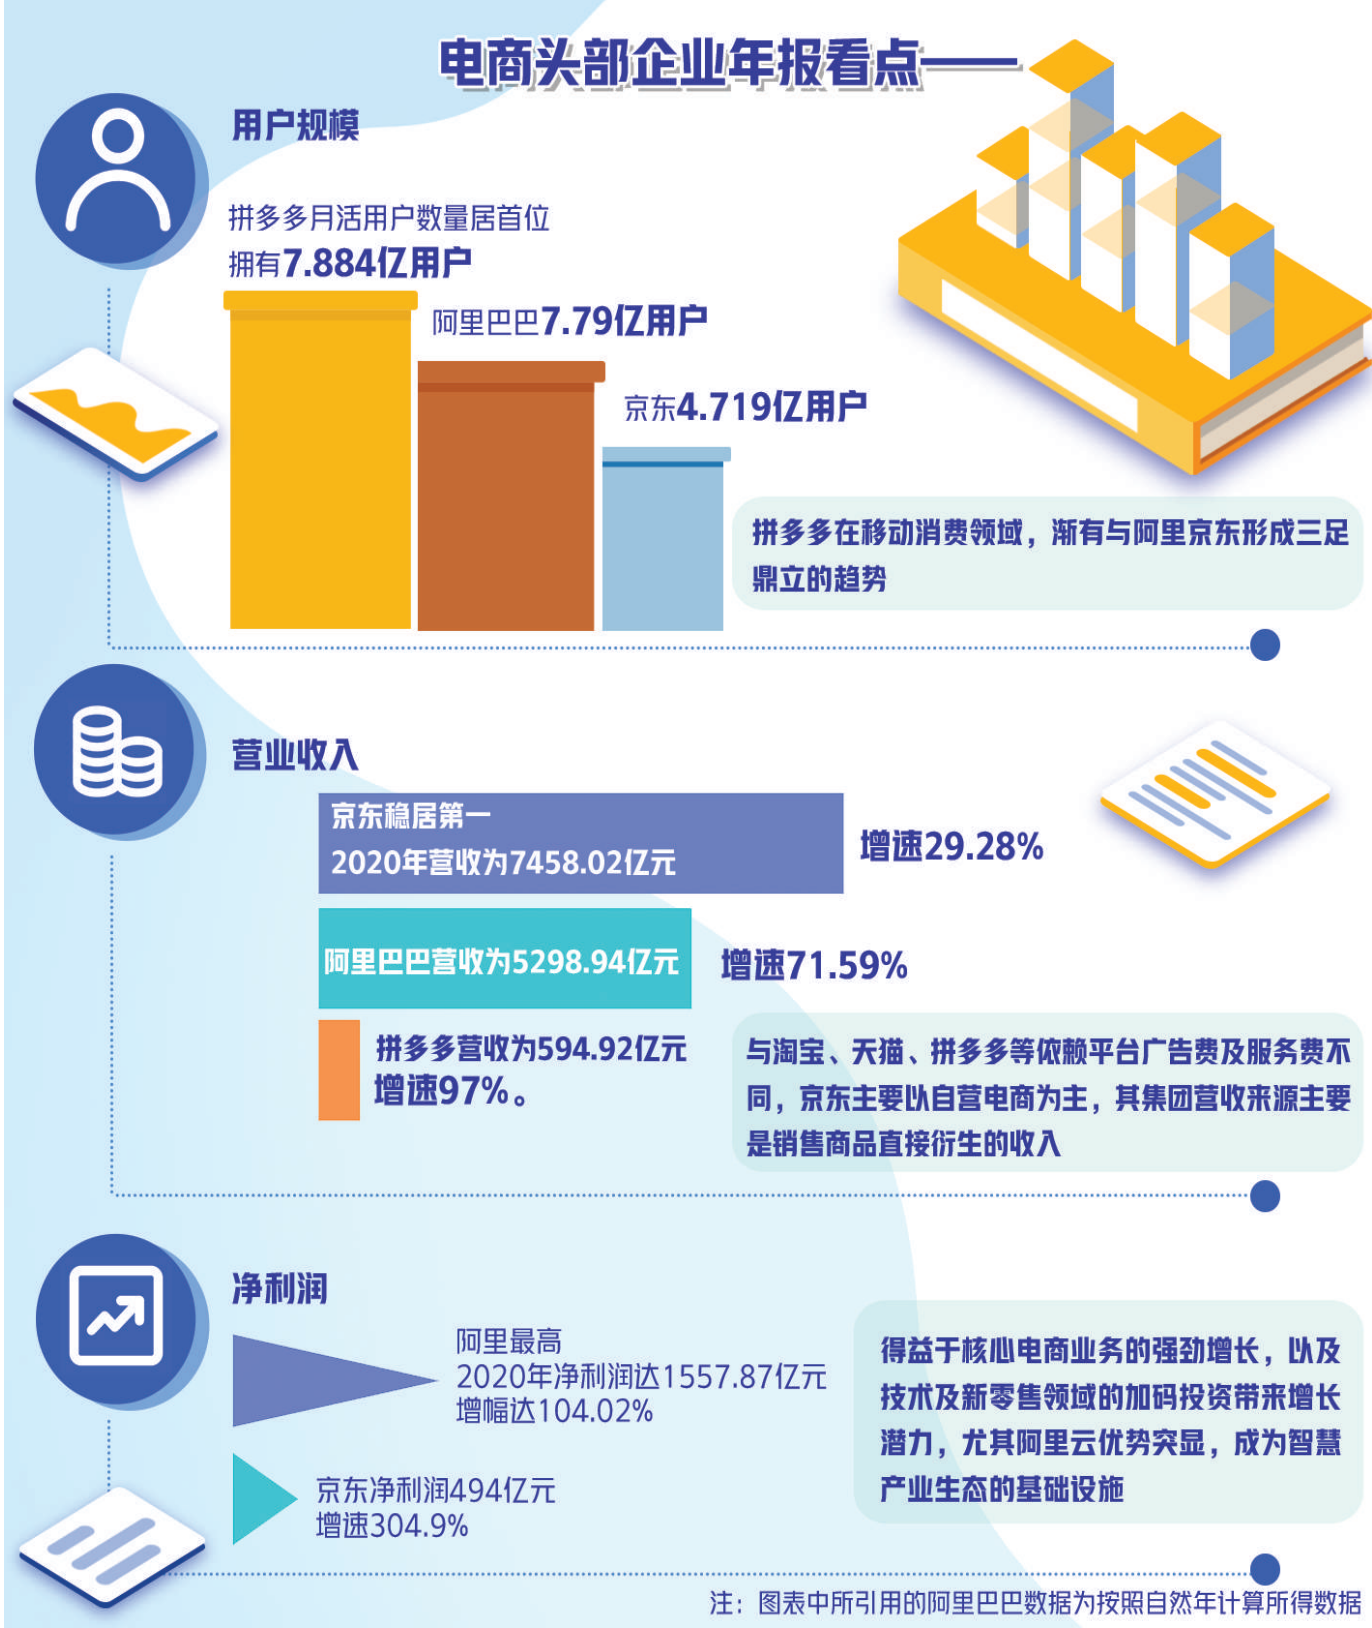 电商头部企业年报看点——
用户规模
拼多多月活用户数量居首位
拥有7.884亿用户
阿里巴巴7.79亿用户
京东4.719亿用户
拼多多在移动消费领域，渐有与阿里京东形成三足
鼎立的趋势
营业收入
京东稳居第一
2020年营收为7458.02亿元
增速29.28%
阿里巴巴营收为5298.94亿元
增速71.59%
拼多多营收为594.92亿元
增速97%。
与淘宝、天猫、拼多多等依赖平台广告费及服务费不
同，京东主要以自营电商为主，其集团营收来源主要
是销售商品直接衍生的收入
净利润
阿里最高
2020年净利润达1557.87亿元
增幅达104.02%
京东净利润494亿元
增速304.9%
得益于核心电商业务的强劲增长，以及
技术及新零售领域的加码投资带来增长
潜力，尤其阿里云优势突显，成为智慧
产业生态的基础设施
注：图表中所引用的阿里巴巴数据为按照自然年计算所得数据